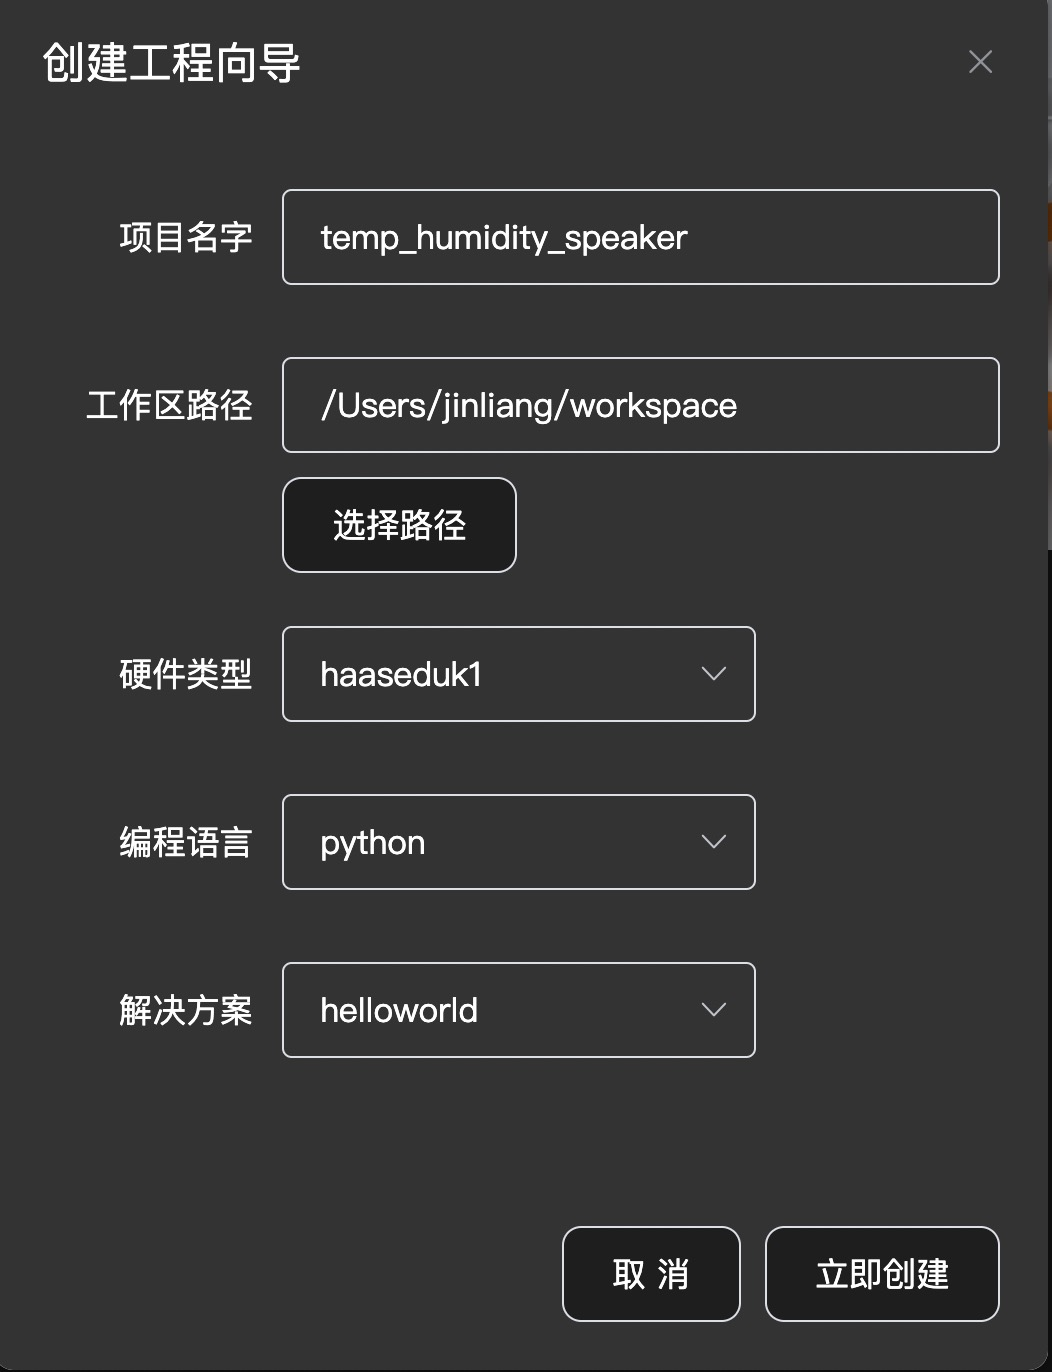 创建工程向导
项目名字 temp_humidity_speaker
工作区路径 /Users/jinliang/workspace
选择路径
硬件类型 haaseduk1
编程语言 python
解决方案 helloworld
取 消 立即创建